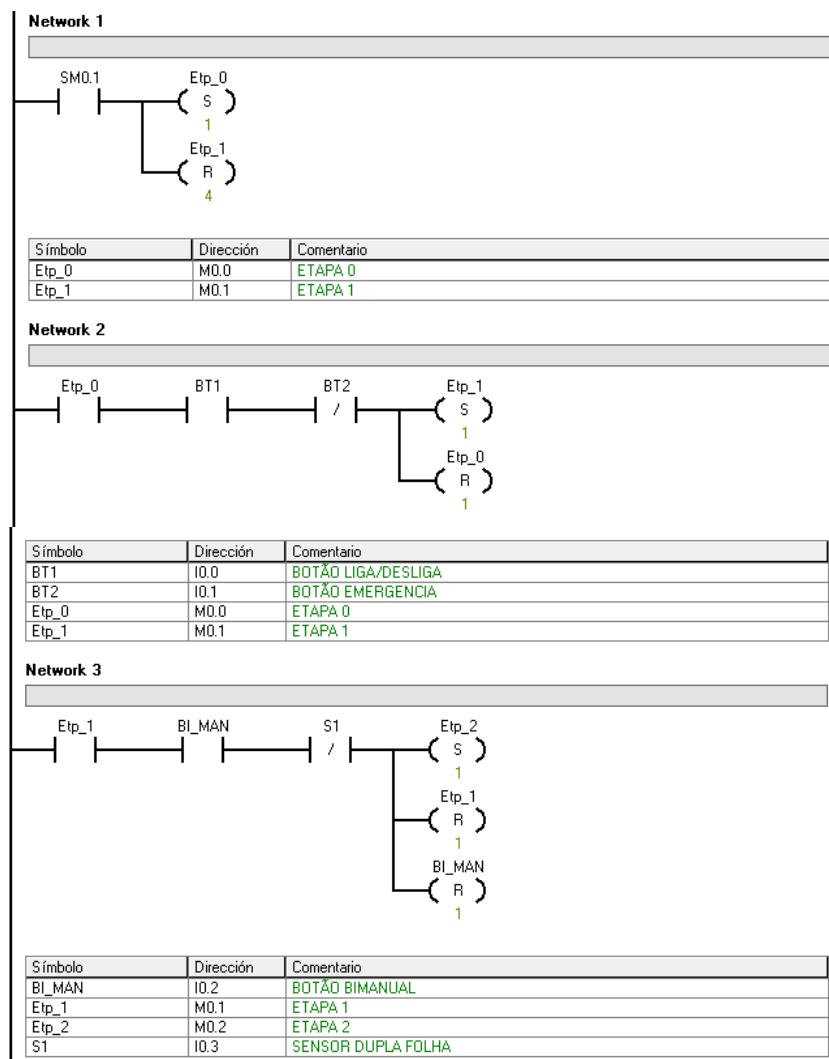 Network 1
SM0.1 Etp_0
S
1
Etp_1
R
4
Símbolo Dirección Comentario
Etp_0 M0.0 ETAPA 0
Etp_1 M0.1 ETAPA 1
Network 2
Etp_0 BT1 BT2 Etp_1
/ S
1
Etp_0
R
1
Símbolo Dirección Comentario
BT1 I0.0 BOTÃO LIGA/DESLIGA
BT2 I0.1 BOTÃO EMERGENCIA
Etp_0 M0.0 ETAPA 0
Etp_1 M0.1 ETAPA 1
Network 3
Etp_1 BI_MAN S1 Etp_2
/ S
1
Etp_1
R
1
BI_MAN
R
1
Símbolo Dirección Comentario
BI_MAN I0.2 BOTÃO BIMANUAL
Etp_1 M0.1 ETAPA 1
Etp_2 M0.2 ETAPA 2
S1 I0.3 SENSOR DUPLA FOLHA